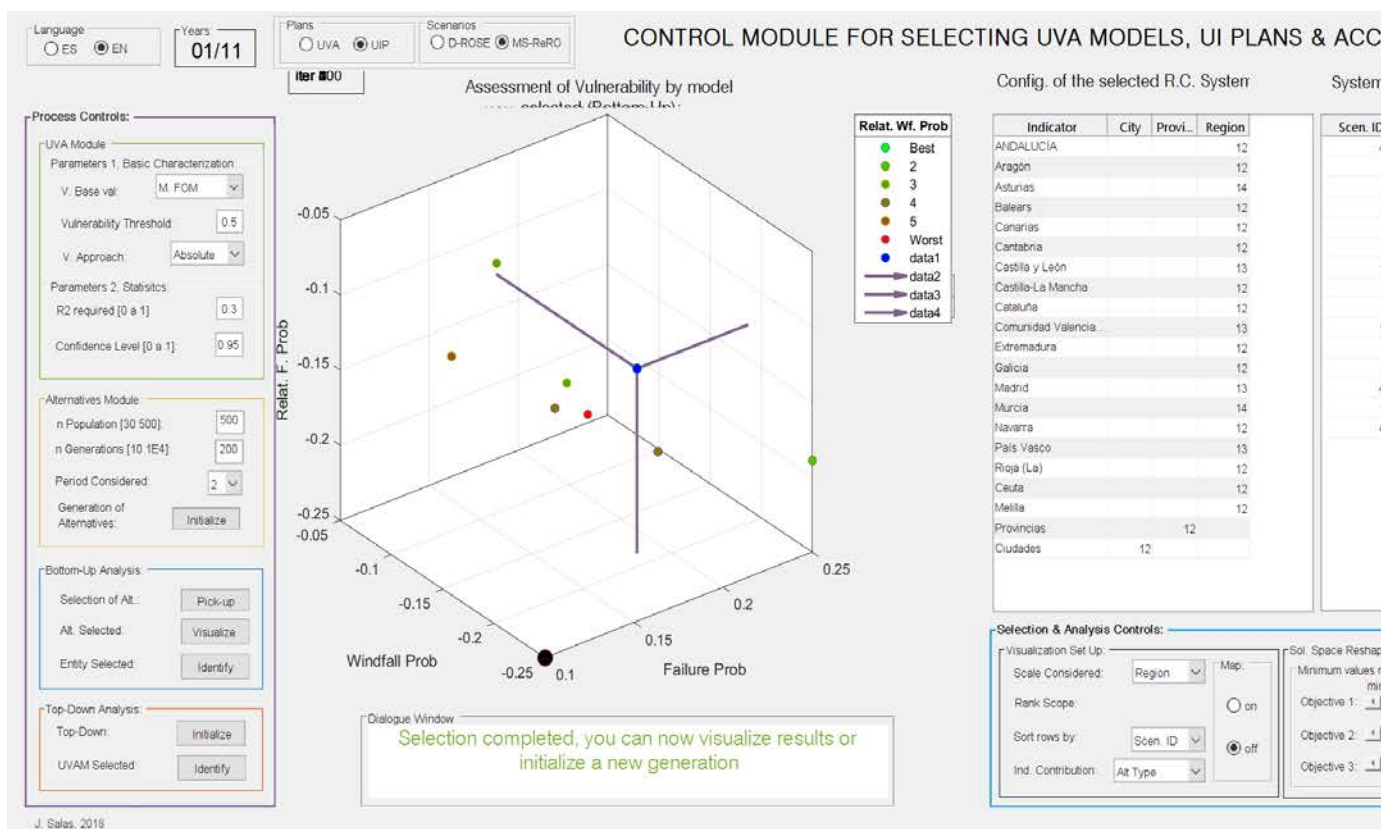 Language
ES EN
Years:
01/11
Plans
UVA UIP
Scenarios
D-ROSE MS-ReRO
CONTROL MODULE FOR SELECTING UVA MODELS, UI PLANS & ACC
Process Controls:
UVA Module
Parameters 1, Basic Characterization
V. Base val: M. FOM
Vulnerability Threshold: 0.5
V. Approach: Absolute
Parameters 2, Statisitcs:
R2 required [0 a 1] 0.3
Confidence Level [0 a 1]: 0.95
Alternatives Module
n Population [30 500]: 500
n Generations [10 1E4]: 200
Period Considered: 2
Generation of
Alternatives: Initialize
Bottom-Up Analysis:
Selection of Alt.: Pick-up
Alt. Selected: Visualize
Entity Selected: Identify
Top-Down Analysis:
Top-Down: Initialize
UVAM Selected: Identify
J. Salas, 2018
iter
Assessment of Vulnerability by model
selected (Bottom-Up):
Relat. F. Prob
-0.05
-0.1
-0.15
-0.2
-0.25
-0.05
-0.1
-0.15
-0.2
-0.25
Windfall Prob
0.1
0.15
0.2
0.25
Failure Prob
Relat. Wf. Prob
Best
2
3
4
5
Worst
data1
data2
data3
data4
Dialogue Window
Selection completed, you can now visualize results or
initialize a new generation
Config. of the selected R.C. System
Indicator City Provi... Region
ANDALUCÍA 12
Aragón 12
Asturias 14
Balears 12
Canarias 12
Cantabria 12
Castilla y León 13
Castilla-La Mancha 12
Cataluña 12
Comunidad Valencia... 13
Extremadura 12
Galicia 12
Madrid 13
Murcia 14
Navarra 12
País Vasco 13
Rioja (La) 12
Ceuta 12
Melilla 12
Provincias 12
Ciudades 12
System
Scen. ID
Selection & Analysis Controls:
Visualization Set Up:
Scale Considered: Region
Rank Scope:
Sort rows by: Scen. ID
Ind. Contribution: Alt Type
Map:
on
off
Sol. Space Reshap
Minimum values r
mir
Objective 1:
Objective 2:
Objective 3: